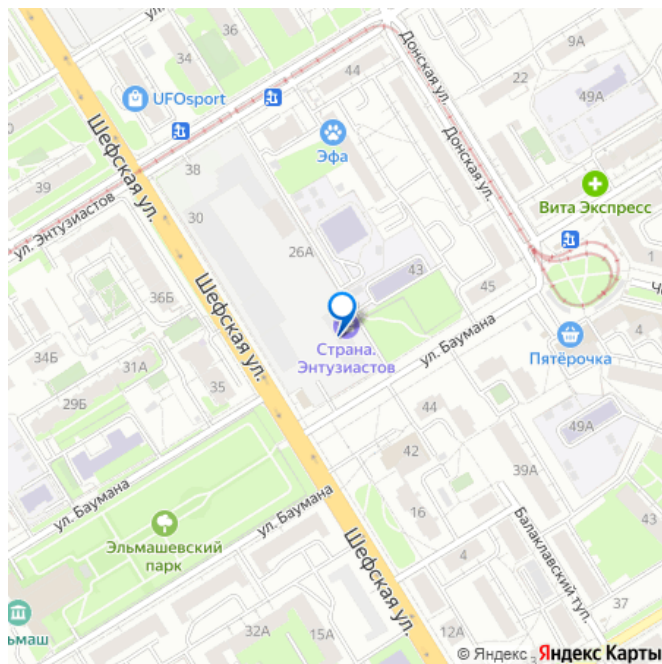 36
34
44
9А
22
49А
UFOsport
Донская ул.
Донская ул.
Шефская ул.
38
39
30
Эфа
Вита Экспресс
ул. Энтузиастов
26А
43
1
45
36Б
Шефская ул.
Страна.
Энтузиастов
ул. Баумана
Пятёрочка
4
34Б
31А
35
29Б
44
49А
42
39А
ул. Баумана
ул. Баумана
Эльмашевский
парк
16
Балаклавский туп.
43
Шефская ул.
4
37
ьмаш
32А
15А
12А
© Яндекс
Яндекс Карты